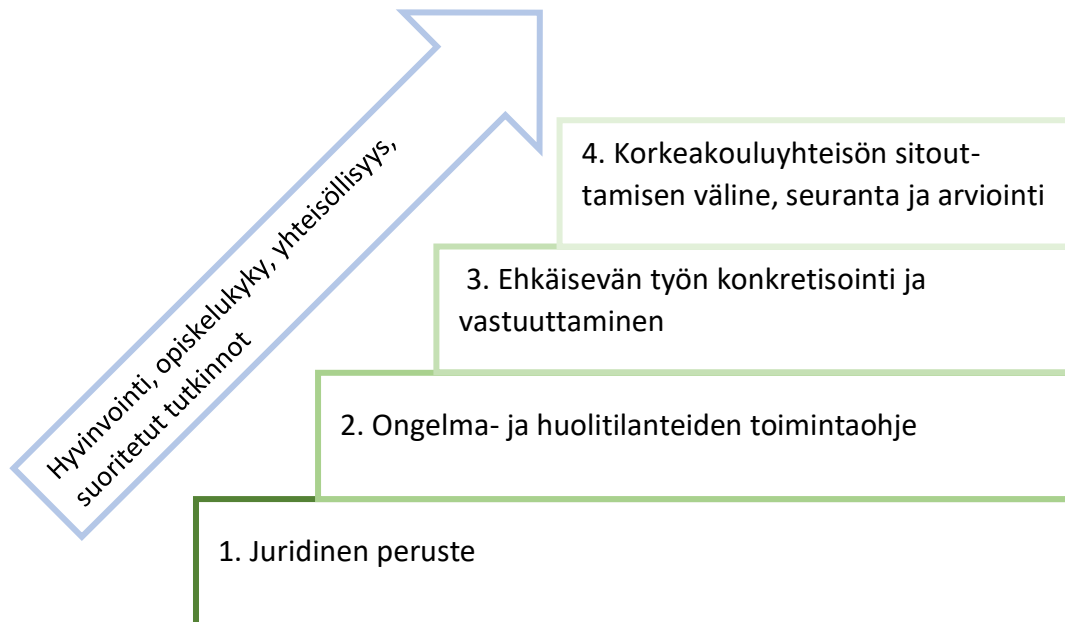 Hyvinvointi, opiskelukyky, yhteisöllisyys,
suoritetut tutkinnot
4. Korkeakouluyhteisön sitout-
tamisen väline, seuranta ja arviointi
3. Ehkäisevän työn konkretisointi ja
vastuuttaminen
2. Ongelma- ja huolitilanteiden toimintaohje
1. Juridinen peruste